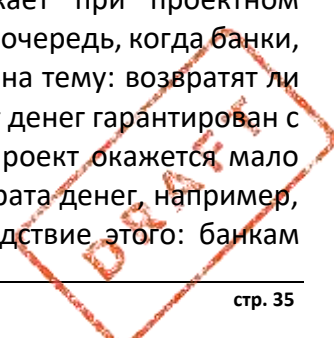 кает при проектном
очередь, когда банки,
на тему: возвратят ли
денег гарантирован с
роект окажется мало
рата денег, например,
дствие этого: банкам
DRAFT
стр. 35